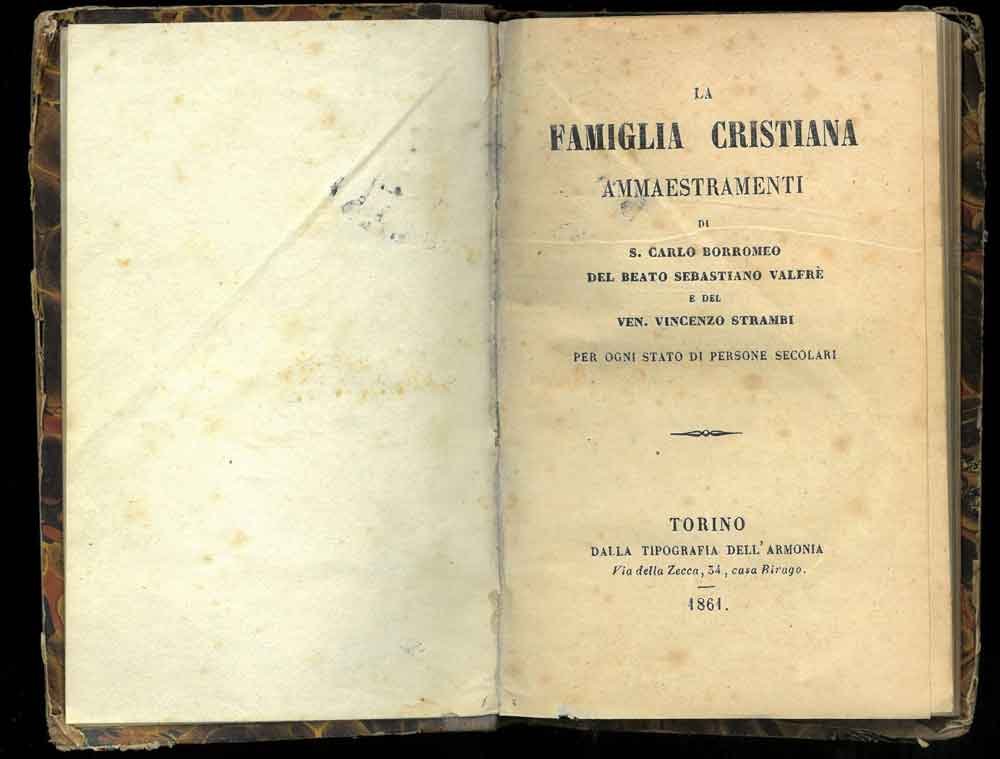 LA
FAMIGLIA CRISTIANA
AMMAESTRAMENTI
DI
S. CARLO BORROMEO
DEL BEATO SEBASTIANO VALFRÈ
E DEL
VEN. VINCENZO STRAMBI
PER OGNI STATO DI PERSONE SECOLARI
TORINO
DALLA TIPOGRAFIA DELL'ARMONIA
Via della Zecca, 34, casa Birago.
1861.